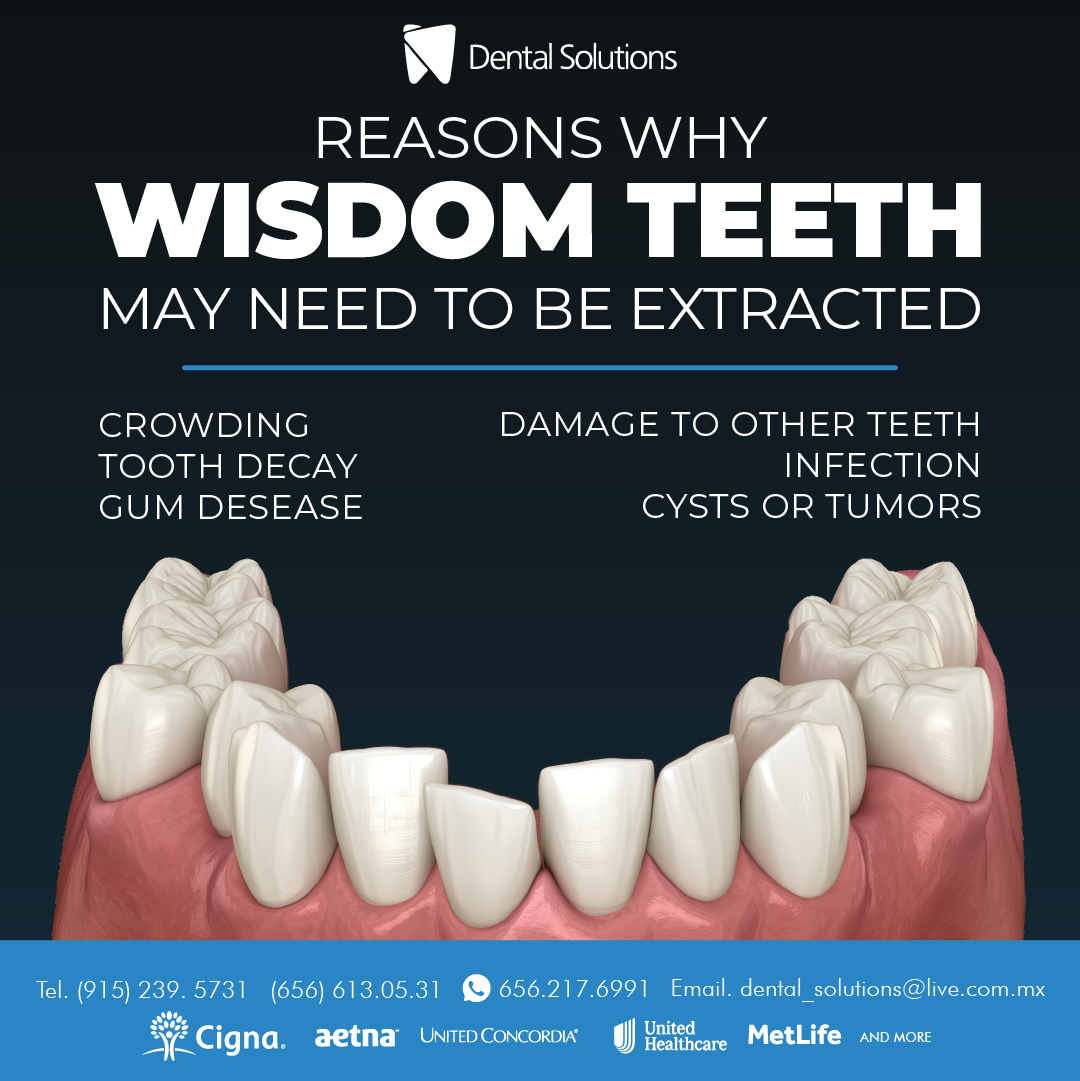 Dental Solutions
REASONS WHY
WISDOM TEETH
MAY NEED TO BE EXTRACTED
CROWDING
TOOTH DECAY
GUM DESEASE
DAMAGE TO OTHER TEETH
INFECTION
CYSTS OR TUMORS
Tel. (915) 239. 5731 (656) 613.05.31 656.217.6991 Email. dental_solutions@live.com.mx
Cigna® aetna™ UNITED CONCORDIA® United Healthcare MetLife AND MORE